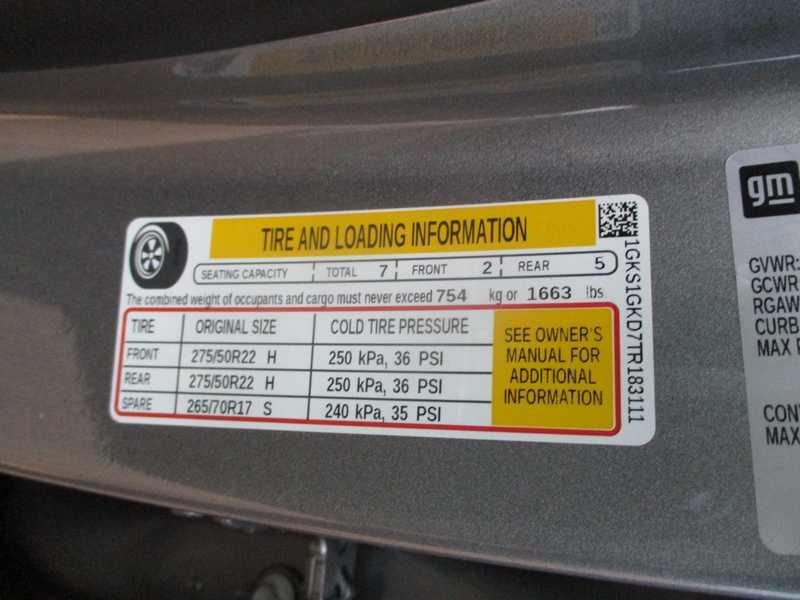 TIRE AND LOADING INFORMATION
SEATING CAPACITY TOTAL 7 FRONT 2 REAR 5
The combined weight of occupants and cargo must never exceed 754 kg or 1663 lbs
TIRE ORIGINAL SIZE COLD TIRE PRESSURE
FRONT 275/50R22 H 250 kPa, 36 PSI
REAR 275/50R22 H 250 kPa, 36 PSI
SPARE 265/70R17 S 240 kPa, 35 PSI
SEE OWNER'S
MANUAL FOR
ADDITIONAL
INFORMATION
1GKS1GKD7TR183111
gm
GVWR:
GCWR
RGAW
CURB
MAX
CON
MAX